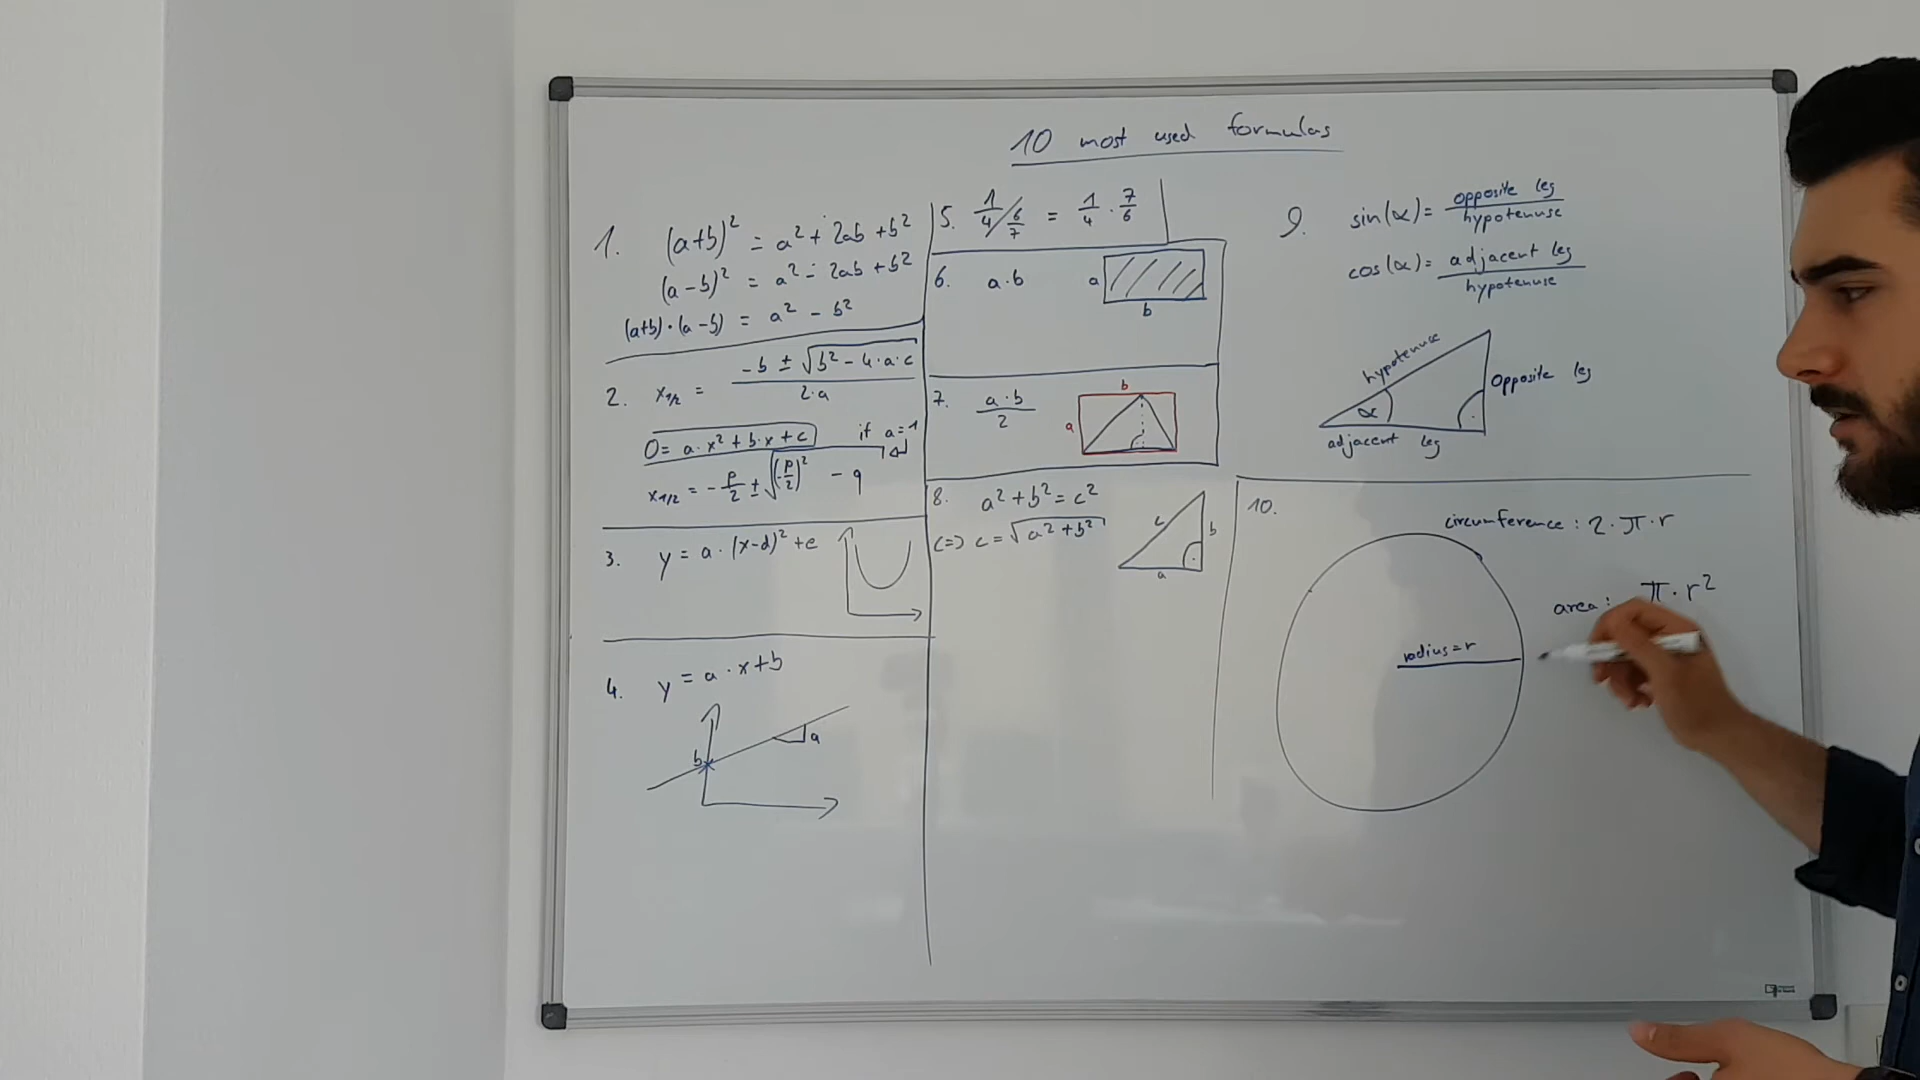 10 most used formulas
1. (a+b)² = a² + 2ab + b²
(a-b)² = a² - 2ab + b²
(a+b)·(a-b) = a² - b²
2. x₁/₂ = (-b ± √(b² - 4·a·c)) / (2·a)
0 = a·x² + b·x + c if a=1
x₁/₂ = -p/2 ± √((p/2)² - q)
3. y = a·(x-d)² + e
4. y = a·x+b
b
a
5. 1/4 / 6/7 = 1/4 · 7/6
6. a·b
a
b
7. a·b / 2
b
a
8. a² + b² = c²
<=> c = √(a² + b²)
c
b
a
9. sin(α) = opposite leg / hypotenuse
cos(α) = adjacent leg / hypotenuse
hypotenuse
Opposite leg
α
adjacent leg
10.
circumference: 2·π·r
area: π·r²
radius=r